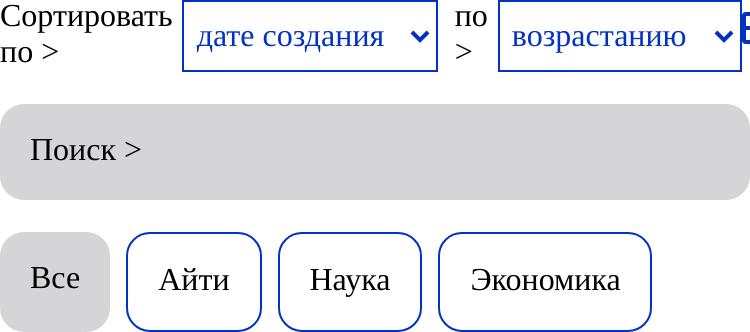 Сортировать по > дате создания по > возрастанию
Поиск >
Все Айти Наука Экономика